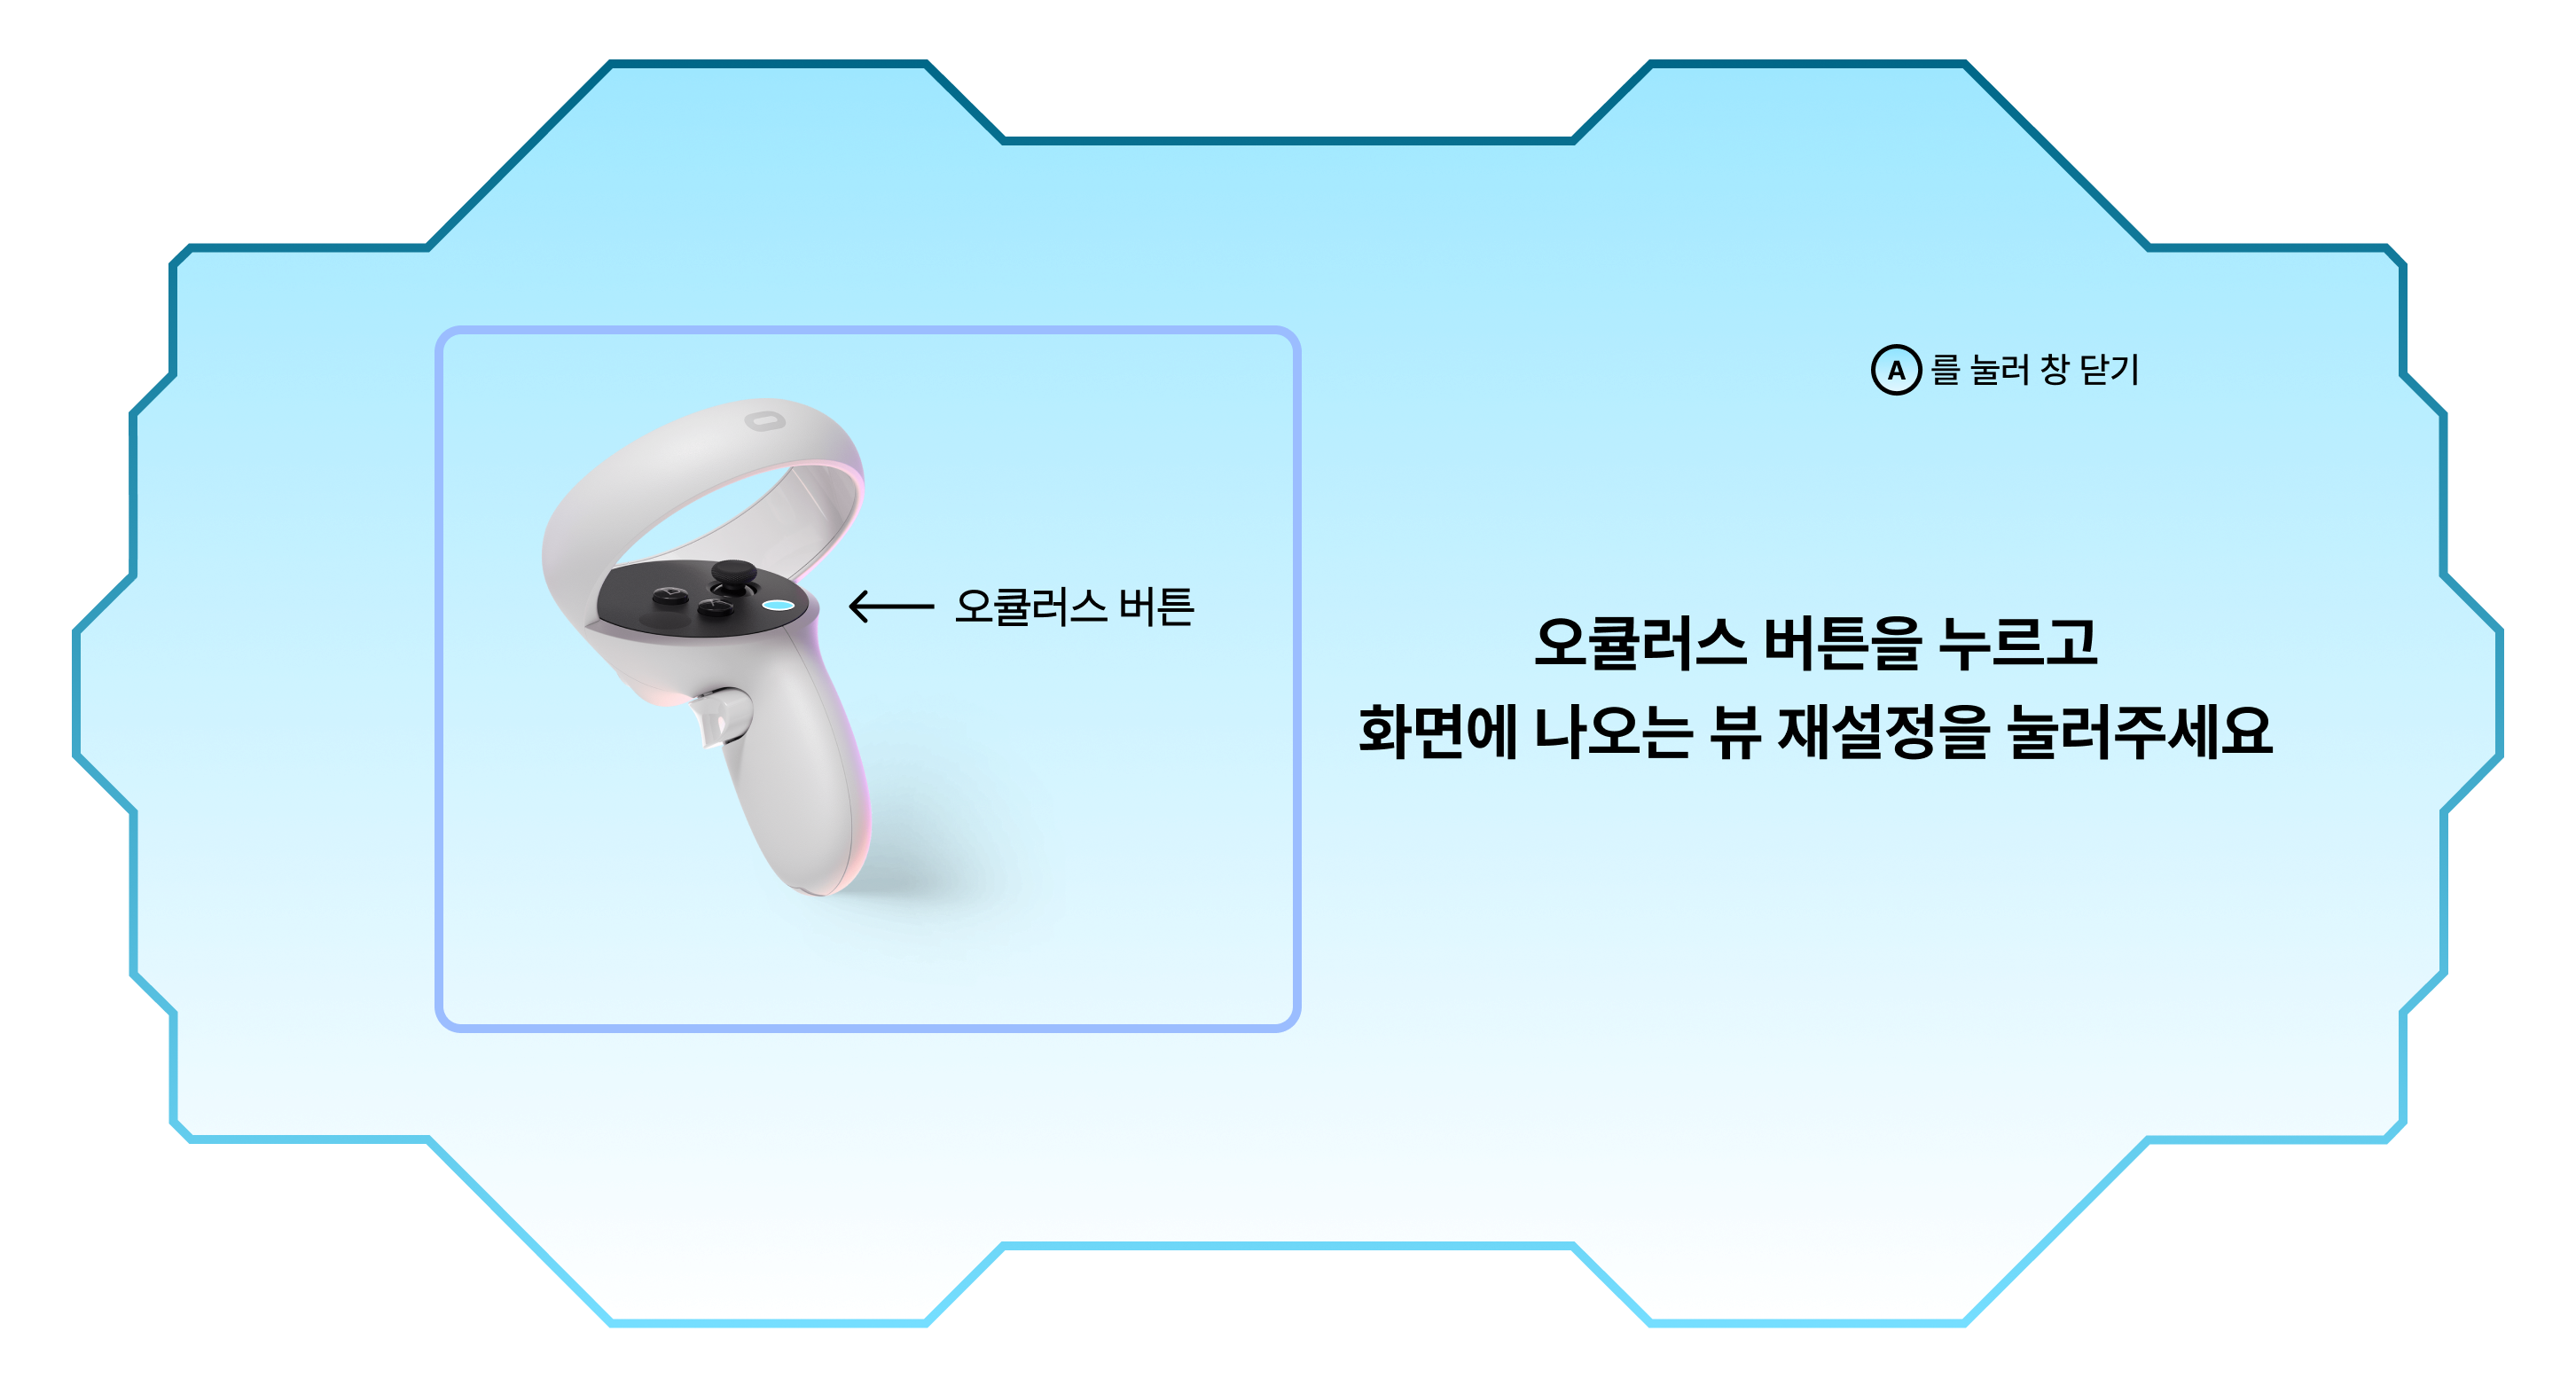 Ⓐ를 눌러 창 닫기
오큘러스 버튼
오큘러스 버튼을 누르고
화면에 나오는 뷰 재설정을 눌러주세요